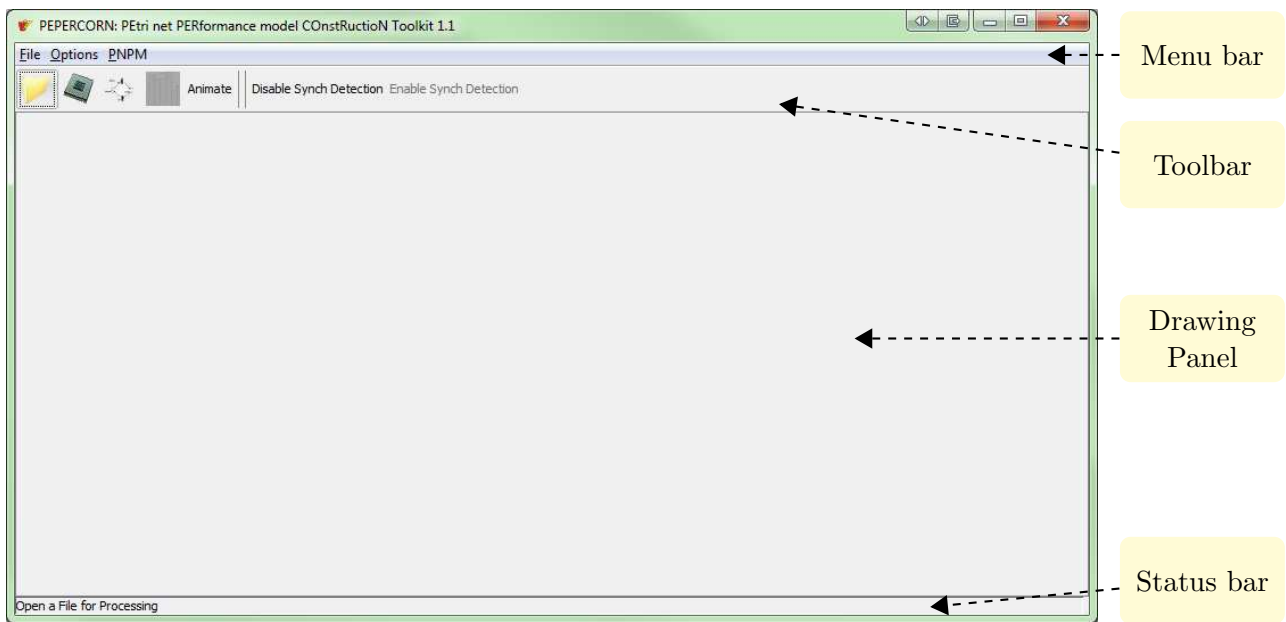 PEPERCORN: PEtri net PERformance model COnstRuctioN Toolkit 1.1
File Options PNPM
Animate Disable Synch Detection Enable Synch Detection
Open a File for Processing
Menu bar
Toolbar
Drawing
Panel
Status bar